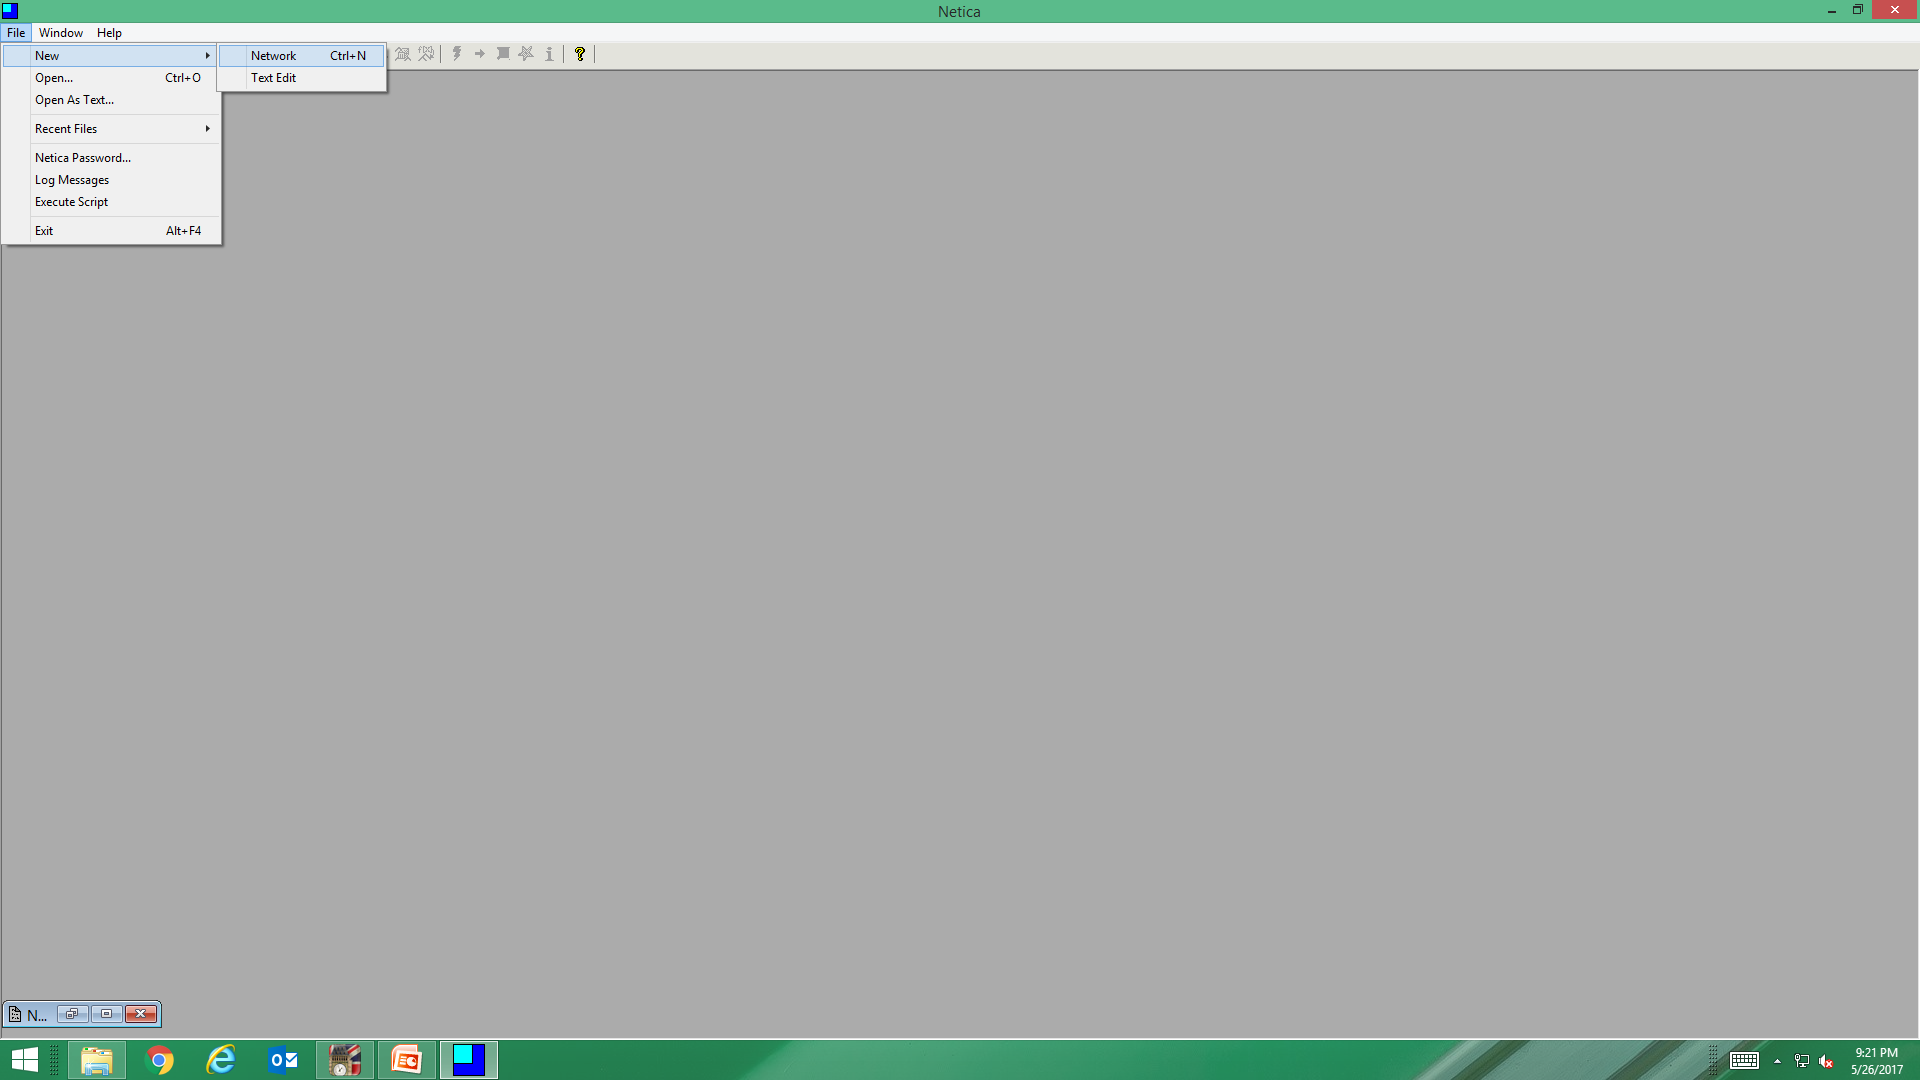 Netica
File Window Help
New
Network Ctrl+N
Open... Ctrl+O
Text Edit
Open As Text...
Recent Files
Netica Password...
Log Messages
Execute Script
Exit Alt+F4
N...
9:21 PM
5/26/2017